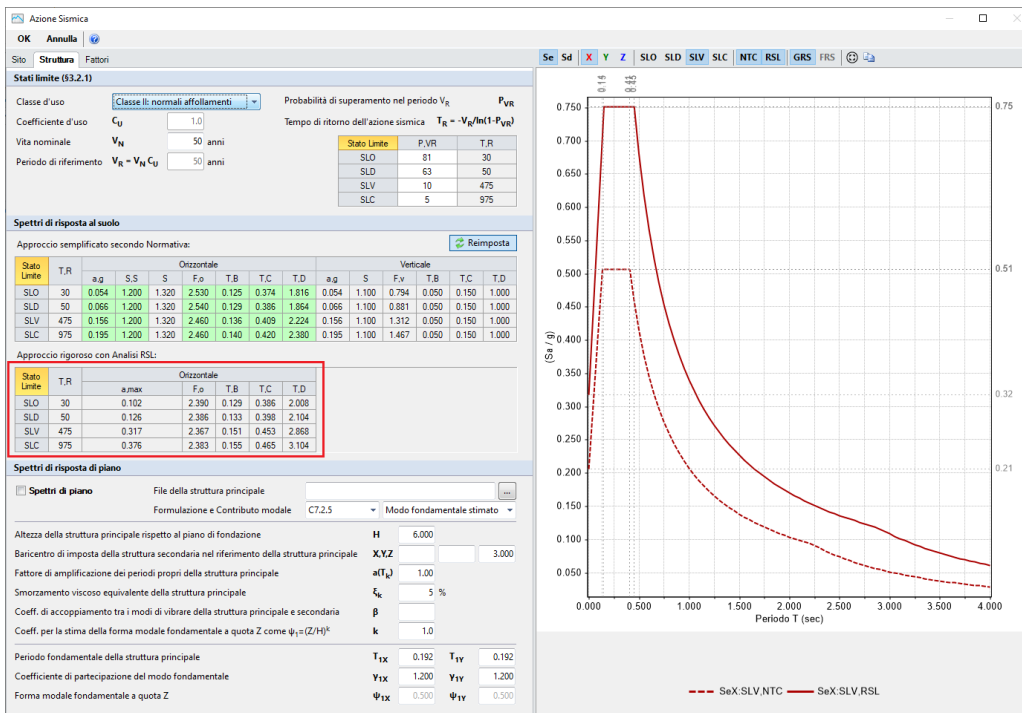 Azione Sismica
OK Annulla
Sito Struttura Fattori
Stati limite (§3.2.1)
Classe d'uso Classe II: normali affollamenti Probabilità di superamento nel periodo VR PVR
Coefficiente d'uso CU 1.0 Tempo di ritorno dell'azione sismica TR = -VR/ln(1-PVR)
Vita nominale VN 50 anni
Periodo di riferimento VR = VN CU 50 anni
Stato Limite P,VR T,R
SLO 81 30
SLD 63 50
SLV 10 475
SLC 5 975
Spettri di risposta al suolo
Approccio semplificato secondo Normativa: Reimposta
Stato Limite T,R Orizzontale Verticale
a,g S,S S F,o T,B T,C T,D a,g S F,v T,B T,C T,D
SLO 30 0.054 1.200 1.320 2.530 0.125 0.374 1.816 0.054 1.100 0.794 0.050 0.150 1.000
SLD 50 0.066 1.200 1.320 2.540 0.129 0.386 1.864 0.066 1.100 0.881 0.050 0.150 1.000
SLV 475 0.156 1.200 1.320 2.460 0.136 0.409 2.224 0.156 1.100 1.312 0.050 0.150 1.000
SLC 975 0.195 1.200 1.320 2.460 0.140 0.420 2.380 0.195 1.100 1.467 0.050 0.150 1.000
Approccio rigoroso con Analisi RSL:
Stato Limite T,R Orizzontale
a,max F,o T,B T,C T,D
SLO 30 0.102 2.390 0.129 0.386 2.008
SLD 50 0.126 2.386 0.133 0.398 2.104
SLV 475 0.317 2.367 0.151 0.453 2.868
SLC 975 0.376 2.383 0.155 0.465 3.104
Spettri di risposta di piano
Spettri di piano File della struttura principale ...
Formulazione e Contributo modale C7.2.5 Modo fondamentale stimato
Altezza della struttura principale rispetto al piano di fondazione H 6.000
Baricentro di imposta della struttura secondaria nel riferimento della struttura principale X,Y,Z 3.000
Fattore di amplificazione dei periodi propri della struttura principale a(Tk) 1.00
Smorzamento viscoso equivalente della struttura principale ξk 5 %
Coeff. di accoppiamento tra i modi di vibrare della struttura principale e secondaria β
Coeff. per la stima della forma modale fondamentale a quota Z come ψ1=(Z/H)^k k 1.0
Periodo fondamentale della struttura principale T1X 0.192 T1Y 0.192
Coefficiente di partecipazione del modo fondamentale γ1X 1.200 γ1Y 1.200
Forma modale fondamentale a quota Z ψ1X 0.500 ψ1Y 0.500
Se Sd X Y Z SLO SLD SLV SLC NTC RSL GRS FRS
0.41
0.45
0.750 0.75
0.700
0.650
0.600
0.550
0.500 0.51
0.450
0.400
0.350
0.300 0.32
0.250
0.200 0.21
0.150
0.100
0.050
(Sa / g)
0.000 0.500 1.000 1.500 2.000 2.500 3.000 3.500 4.000
Periodo T (sec)
SeX:SLV,NTC SeX:SLV,RSL